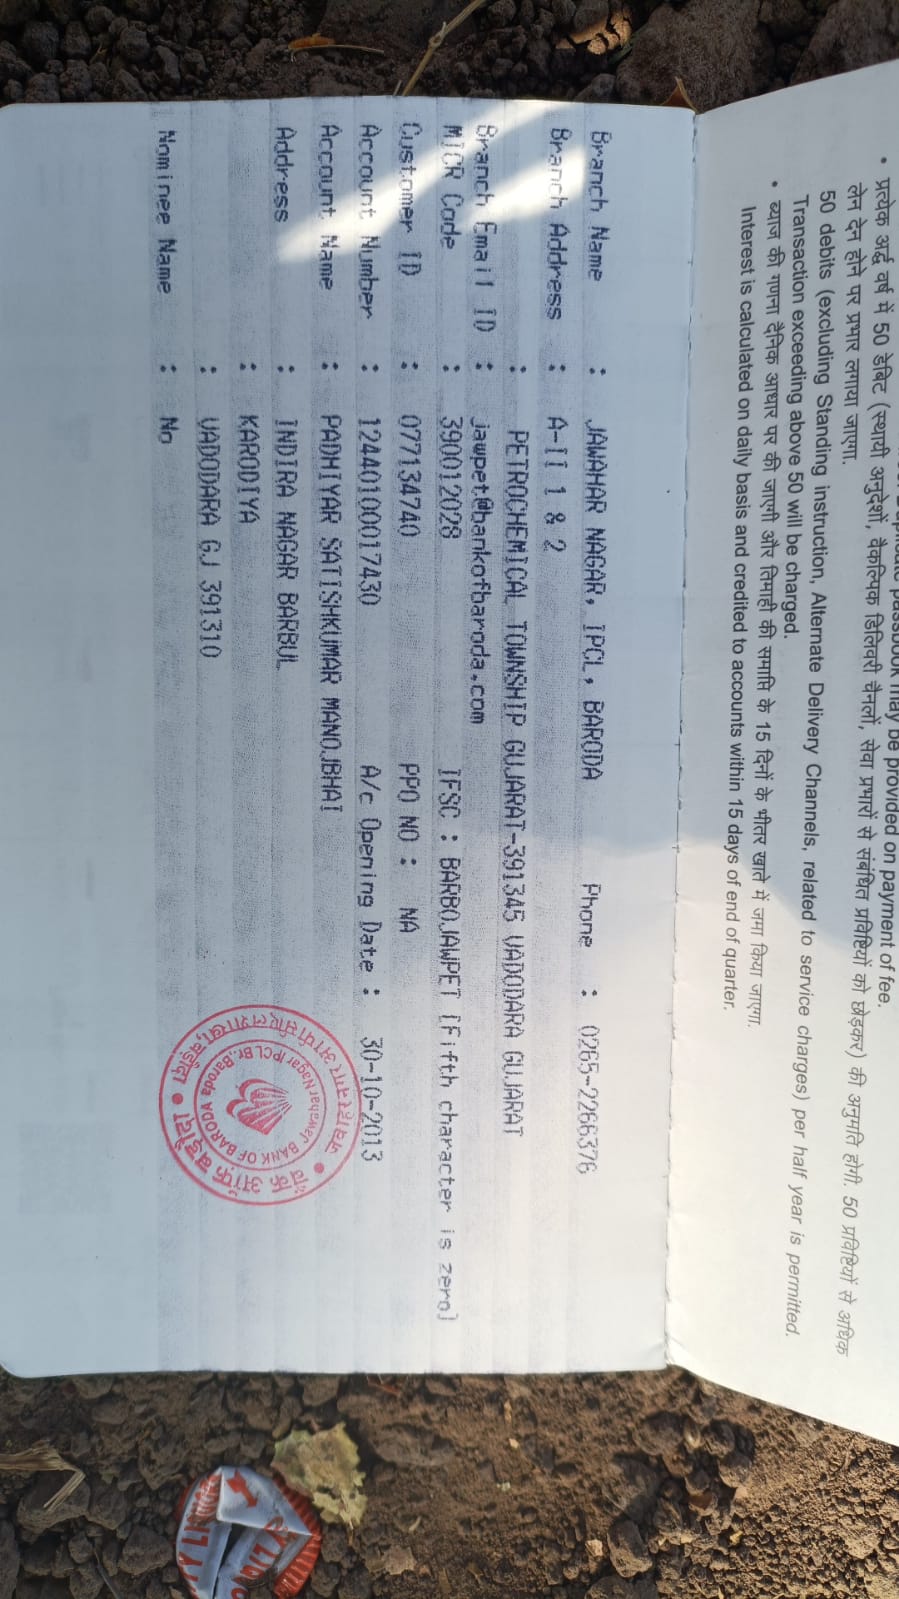 Duplicate passbook may be provided on payment of fee.
• प्रत्येक अर्द्ध वर्ष में 50 डेबिट (स्थायी अनुदेशों, वैकल्पिक डिलिवरी चैनलों, सेवा प्रभारों से संबंधित प्रविष्टियों को छोड़कर) की अनुमति होगी. 50 प्रविष्टियों से अधिक
लेन देन होने पर प्रभार लगाया जाएगा.
50 debits (excluding Standing instruction, Alternate Delivery Channels, related to service charges) per half year is permitted.
Transaction exceeding above 50 will be charged.
• ब्याज की गणना दैनिक आधार पर की जाएगी और तिमाही की समाप्ति के 15 दिनों के भीतर खाते में जमा किया जाएगा.
Interest is calculated on daily basis and credited to accounts within 15 days of end of quarter.
Branch Name : JAWAHAR NAGAR, IPCL, BARODA Phone : 0265-2266376
Branch Address : A-II 1 & 2
: PETROCHEMICAL TOWNSHIP GUJARAT-391345 VADODARA GUJARAT
Branch Email ID : jawpet@bankofbaroda.com
MICR Code : 390012028 IFSC : BARB0JAWPET [Fifth character is zero]
Customer ID : 077134740 PPO NO : NA
Account Number : 12440100017430 A/c Opening Date : 30-10-2013
Account Name : PADHIYAR SATISHKUMAR MANOJBHAI
Address : INDIRA NAGAR BARBUL
: KARODIYA
: VADODARA GJ 391310
Nominee Name : No
बैंक ऑफ़ बड़ौदा • जवाहरनगर आ पी सीएल शाखा, बड़ौदा •
BANK OF BARODA Jawahar Nagar IPCL Br. Baroda